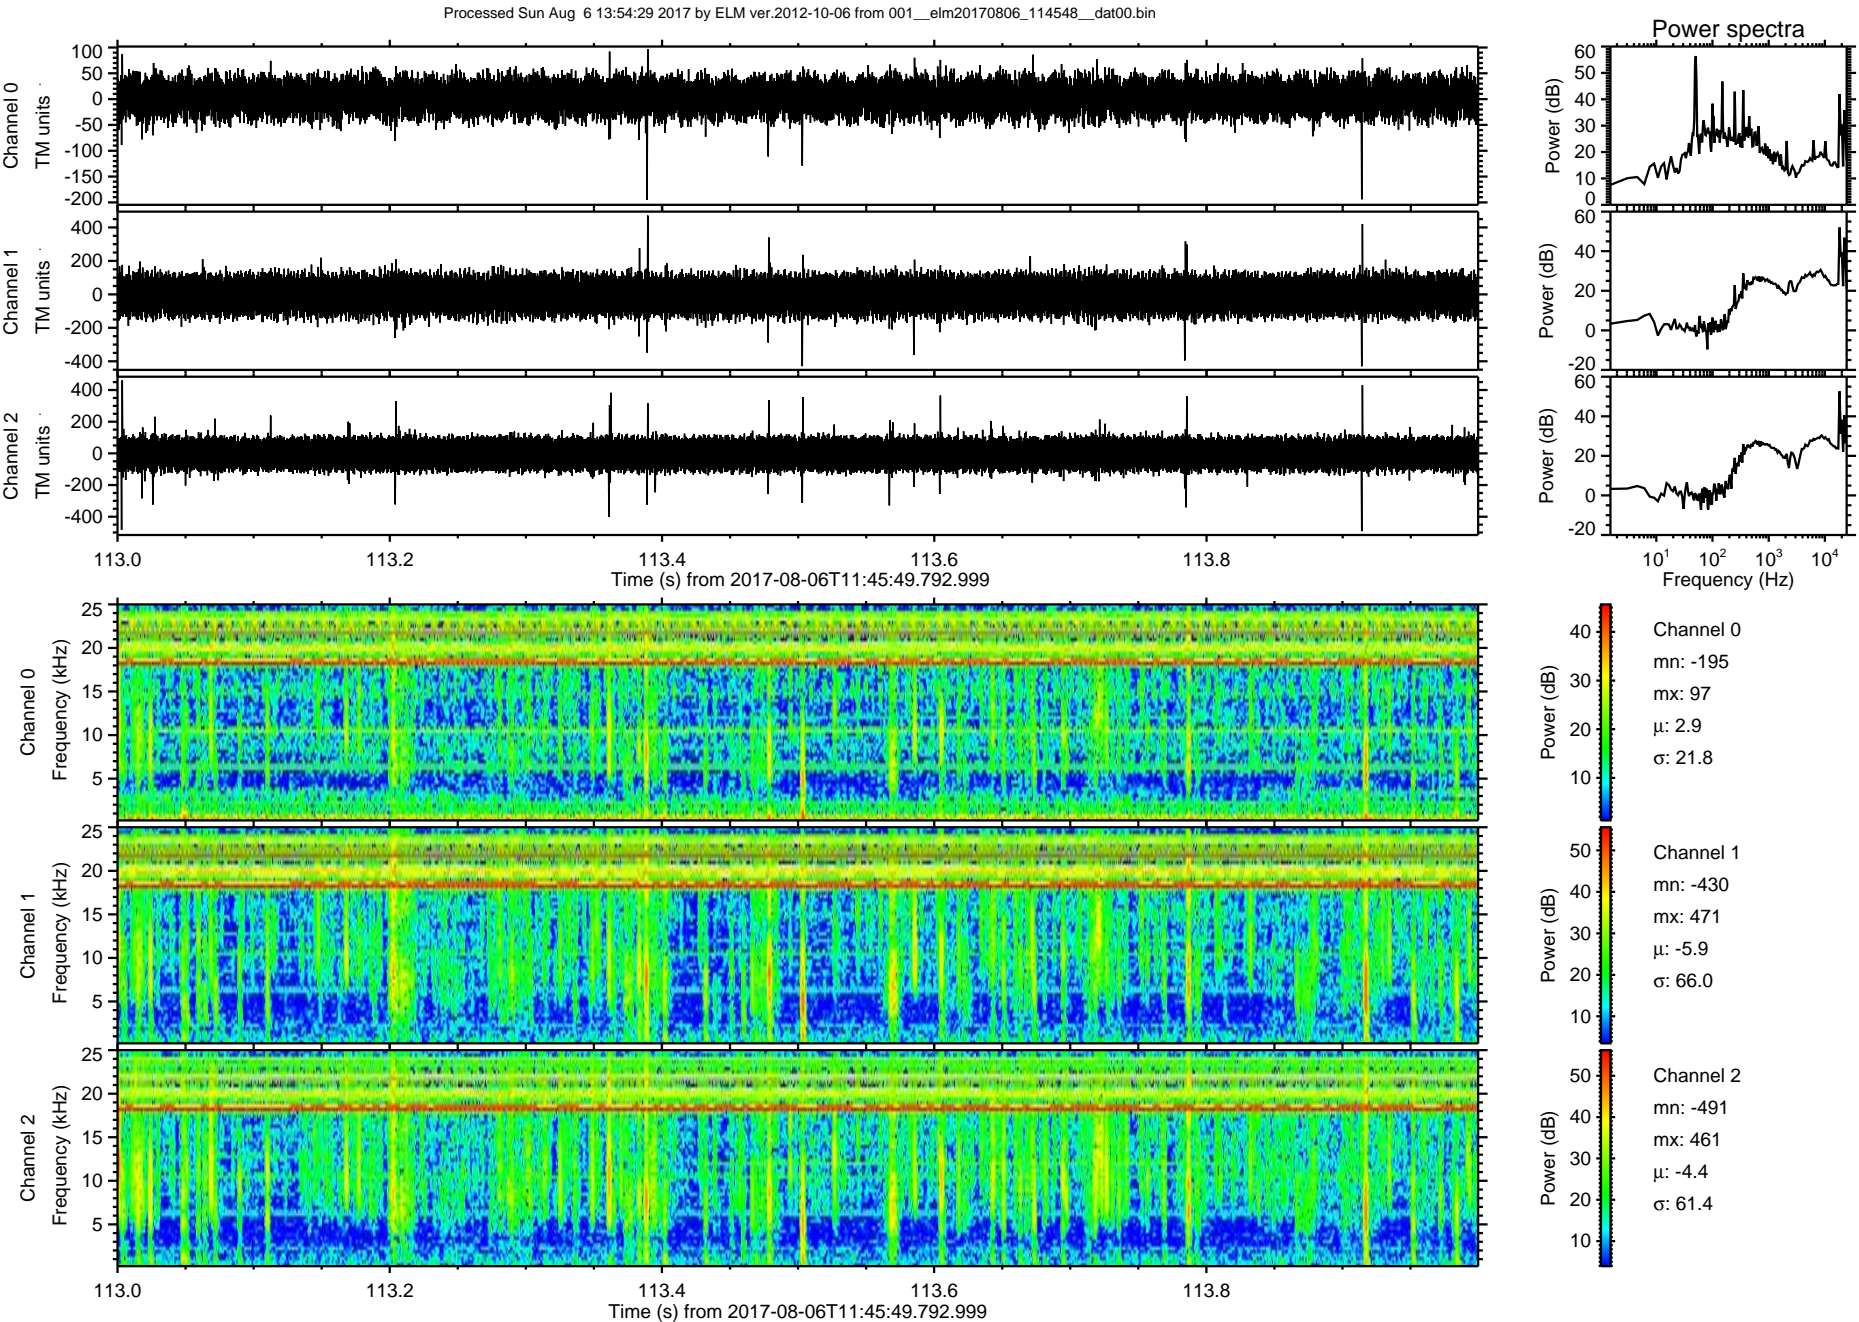 Processed Sun Aug  6 13:54:29 2017 by ELM ver.2012-10-06 from 001__elm20170806_114548__dat00.bin
Power spectra
Channel 0
TM units
100
50
0
-50
-100
-150
-200
Power (dB)
60
50
40
30
20
10
0
Channel 1
TM units
400
200
0
-200
-400
Power (dB)
60
40
20
0
-20
Channel 2
TM units
400
200
0
-200
-400
Power (dB)
60
40
20
0
-20
113.0 113.2 113.4 113.6 113.8
Time (s) from 2017-08-06T11:45:49.792.999
10^1 10^2 10^3 10^4
Frequency (Hz)
Channel 0
Frequency (kHz)
25
20
15
10
5
Power (dB)
40
30
20
10
Channel 0
mn: -195
mx: 97
μ: 2.9
σ: 21.8
Channel 1
Frequency (kHz)
25
20
15
10
5
Power (dB)
50
40
30
20
10
Channel 1
mn: -430
mx: 471
μ: -5.9
σ: 66.0
Channel 2
Frequency (kHz)
25
20
15
10
5
Power (dB)
50
40
30
20
10
Channel 2
mn: -491
mx: 461
μ: -4.4
σ: 61.4
113.0 113.2 113.4 113.6 113.8
Time (s) from 2017-08-06T11:45:49.792.999